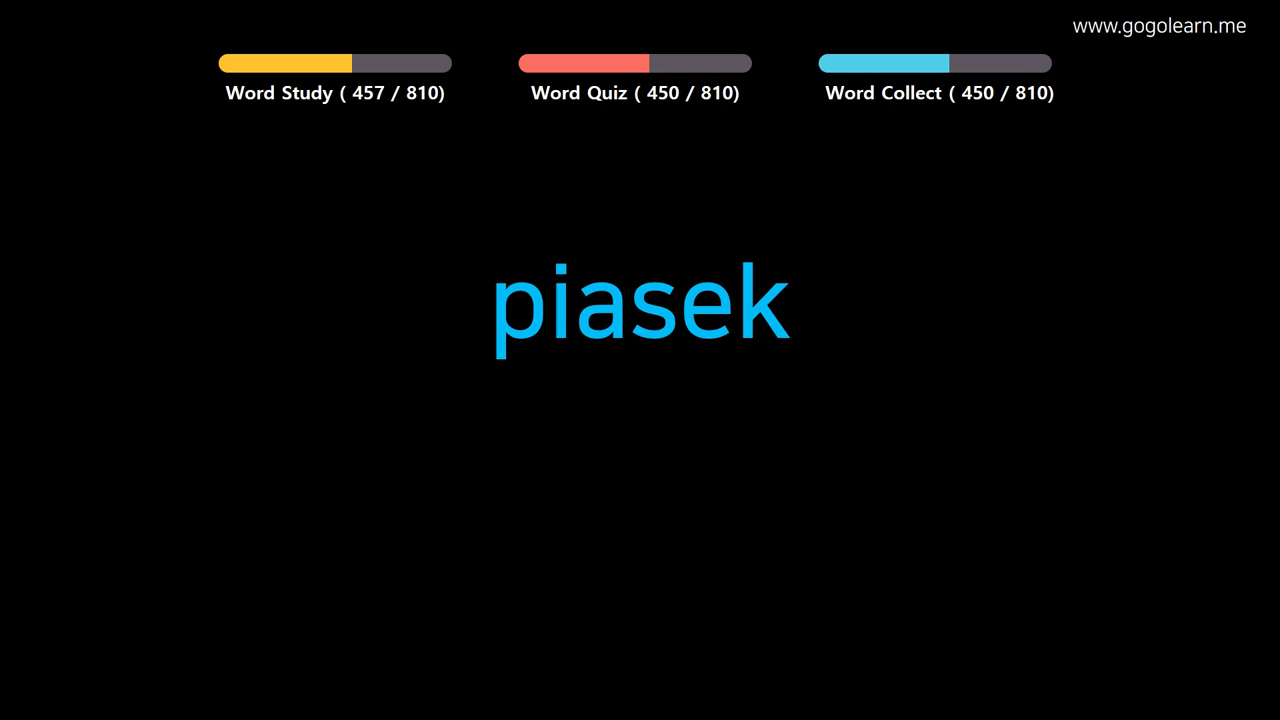 www.gogolearn.me
Word Study ( 457 / 810)
Word Quiz ( 450 / 810)
Word Collect ( 450 / 810)
piasek